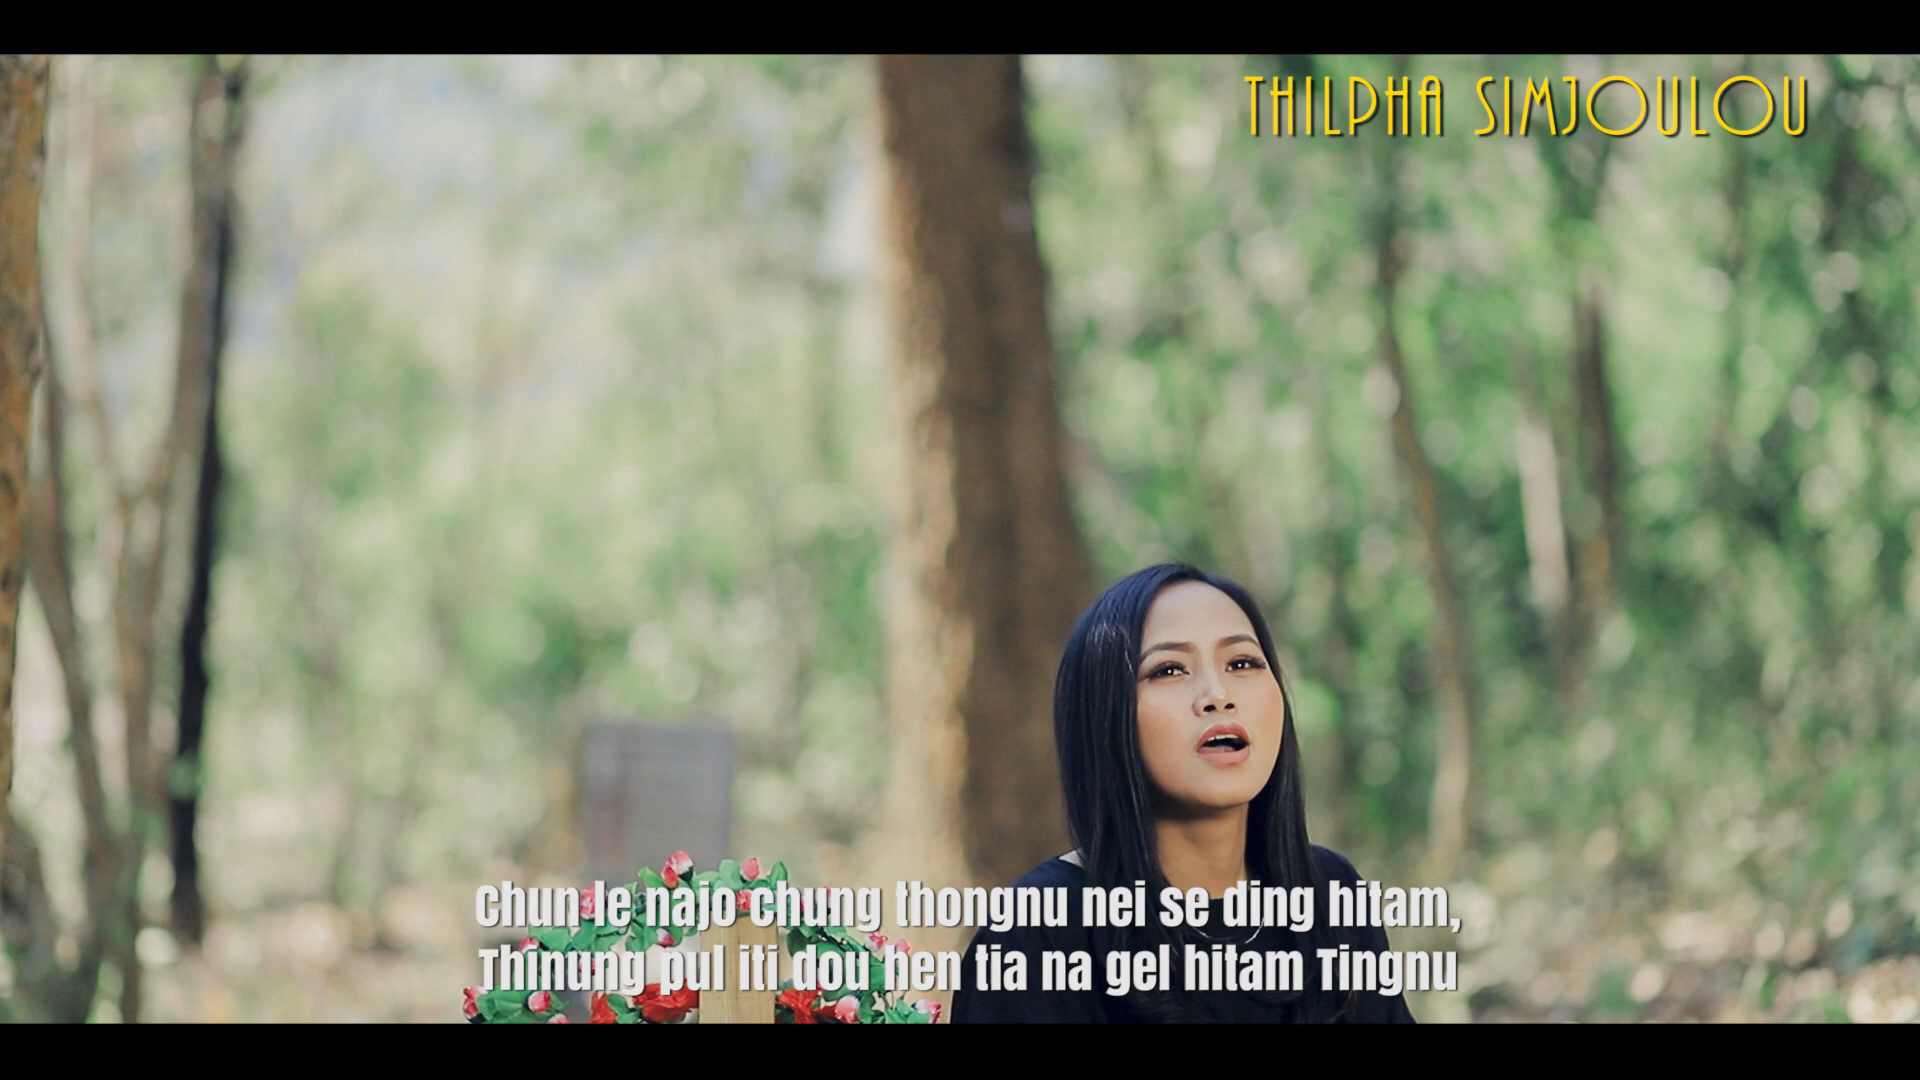 THILPHA SIMJOULOU
Chun le najo chung thongnu nei se ding hitam,
Thinung pul iti dou hen tia na gel hitam Tingnu